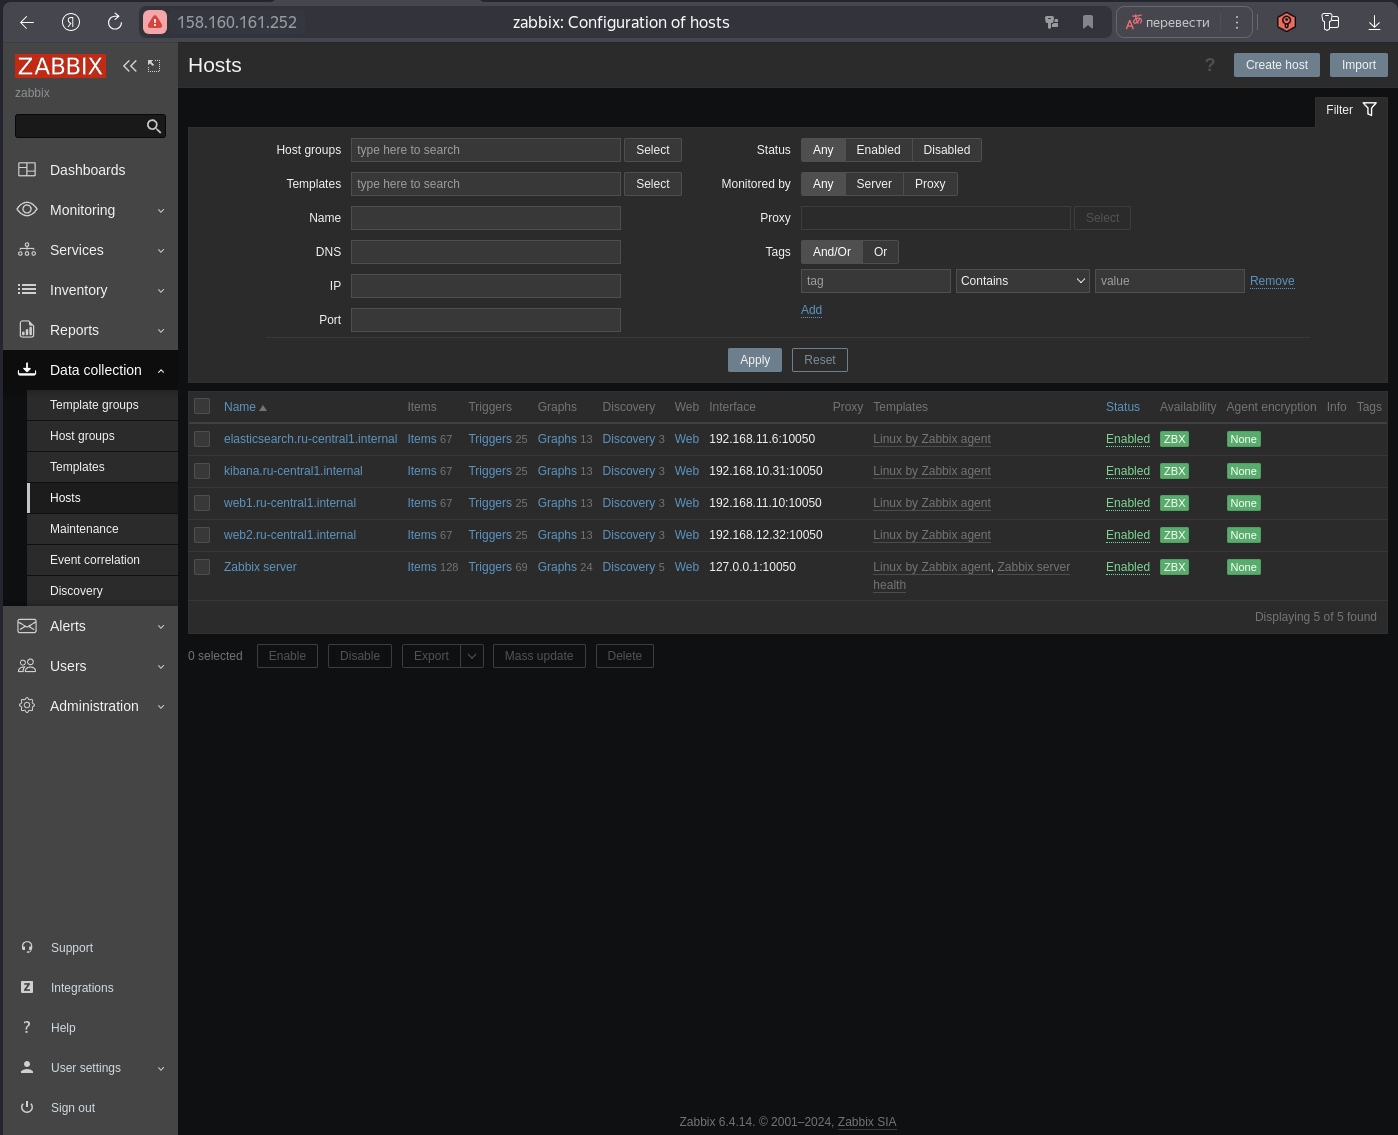 158.160.161.252
zabbix: Configuration of hosts
перевести
ZABBIX
zabbix
Dashboards
Monitoring
Services
Inventory
Reports
Data collection
Template groups
Host groups
Templates
Hosts
Maintenance
Event correlation
Discovery
Alerts
Users
Administration
Support
Integrations
Help
User settings
Sign out
Hosts
? Create host Import
Filter
Host groups type here to search Select
Templates type here to search Select
Name
DNS
IP
Port
Status Any Enabled Disabled
Monitored by Any Server Proxy
Proxy Select
Tags And/Or Or
tag Contains value Remove
Add
Apply Reset
Name Items Triggers Graphs Discovery Web Interface Proxy Templates Status Availability Agent encryption Info Tags
elasticsearch.ru-central1.internal Items 67 Triggers 25 Graphs 13 Discovery 3 Web 192.168.11.6:10050 Linux by Zabbix agent Enabled ZBX None
kibana.ru-central1.internal Items 67 Triggers 25 Graphs 13 Discovery 3 Web 192.168.10.31:10050 Linux by Zabbix agent Enabled ZBX None
web1.ru-central1.internal Items 67 Triggers 25 Graphs 13 Discovery 3 Web 192.168.11.10:10050 Linux by Zabbix agent Enabled ZBX None
web2.ru-central1.internal Items 67 Triggers 25 Graphs 13 Discovery 3 Web 192.168.12.32:10050 Linux by Zabbix agent Enabled ZBX None
Zabbix server Items 128 Triggers 69 Graphs 24 Discovery 5 Web 127.0.0.1:10050 Linux by Zabbix agent, Zabbix server Enabled ZBX None
health
Displaying 5 of 5 found
0 selected Enable Disable Export Mass update Delete
Zabbix 6.4.14. © 2001–2024, Zabbix SIA